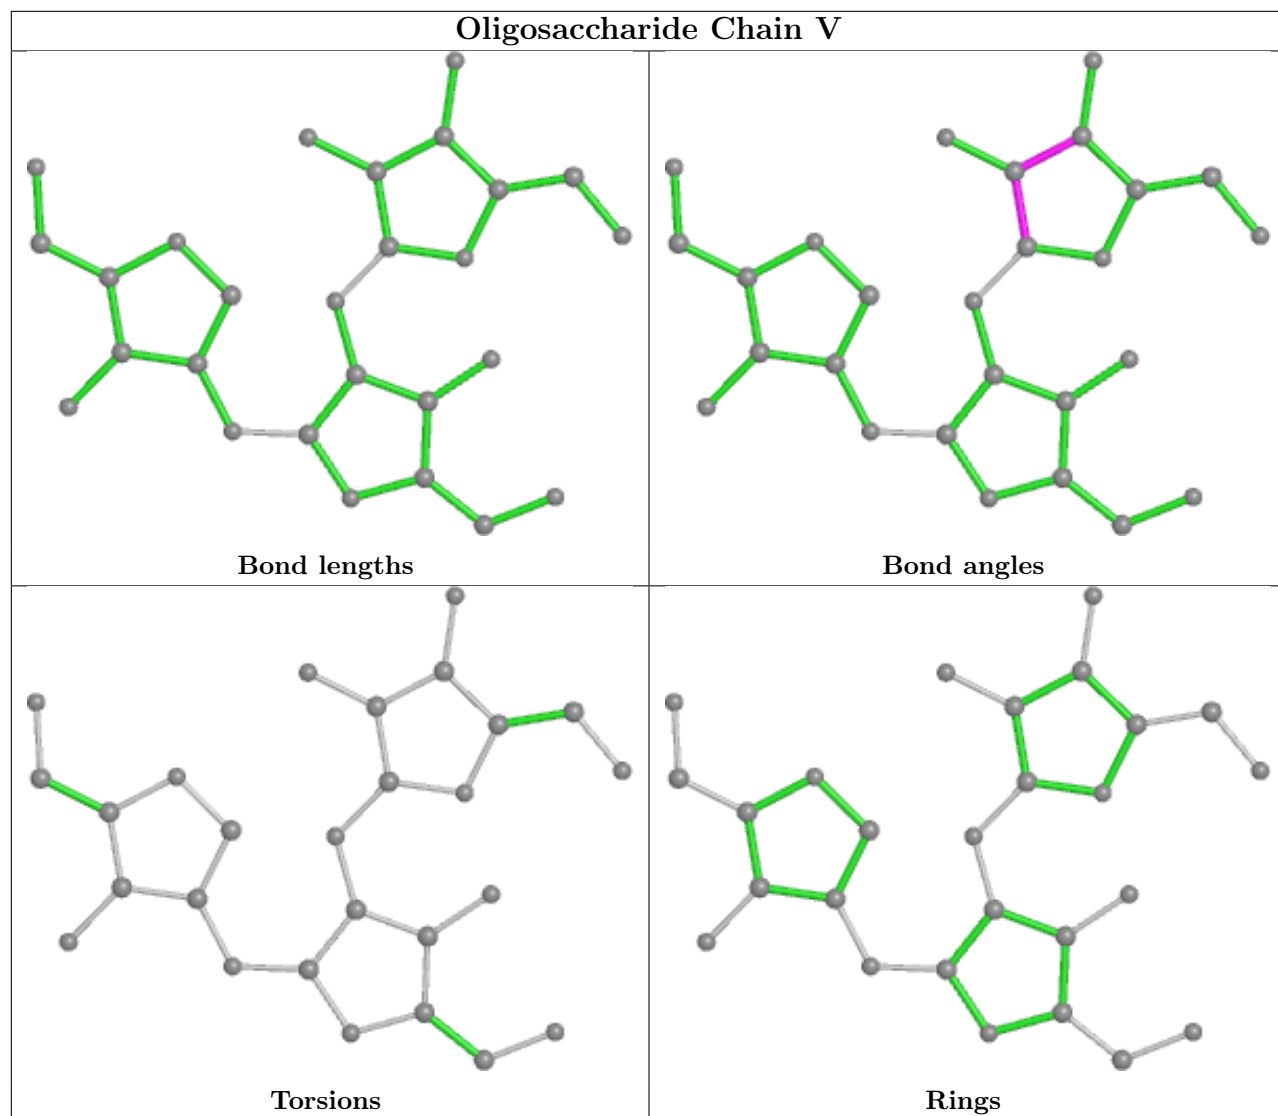 Oligosaccharide Chain V
Bond lengths
Bond angles
Torsions
Rings